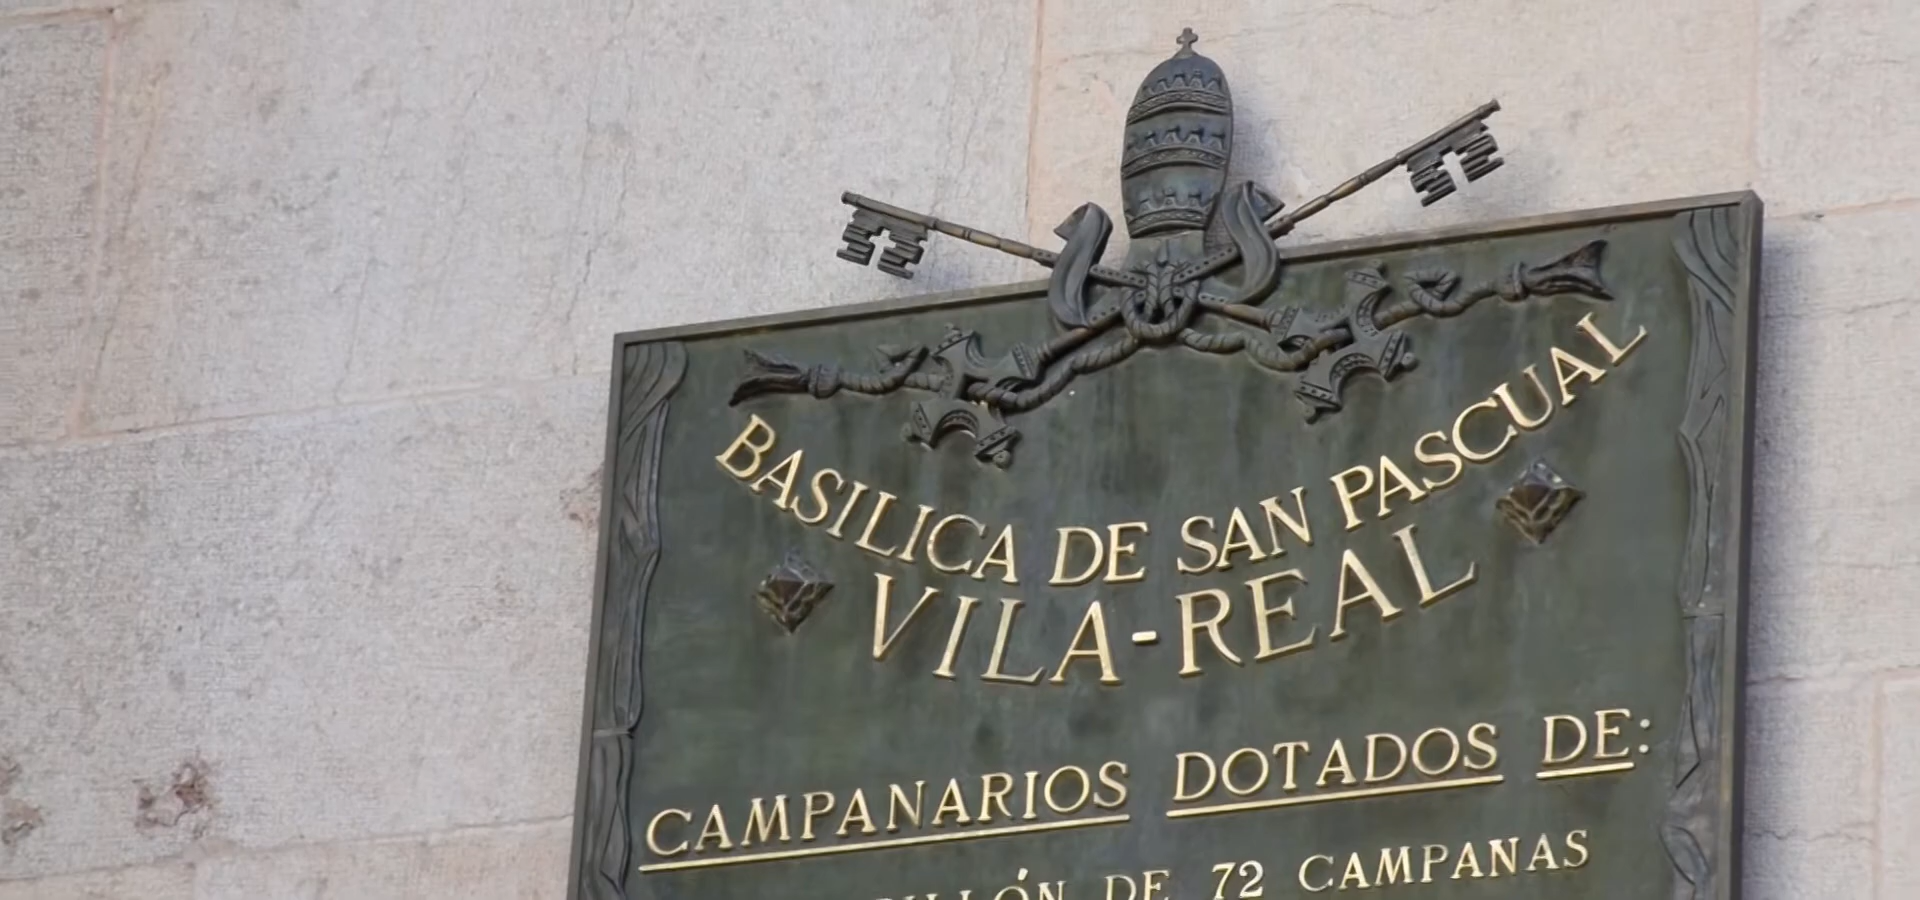 BASILICA DE SAN PASCUAL
VILA-REAL
CAMPANARIOS DOTADOS DE:
DE 72 CAMPANAS